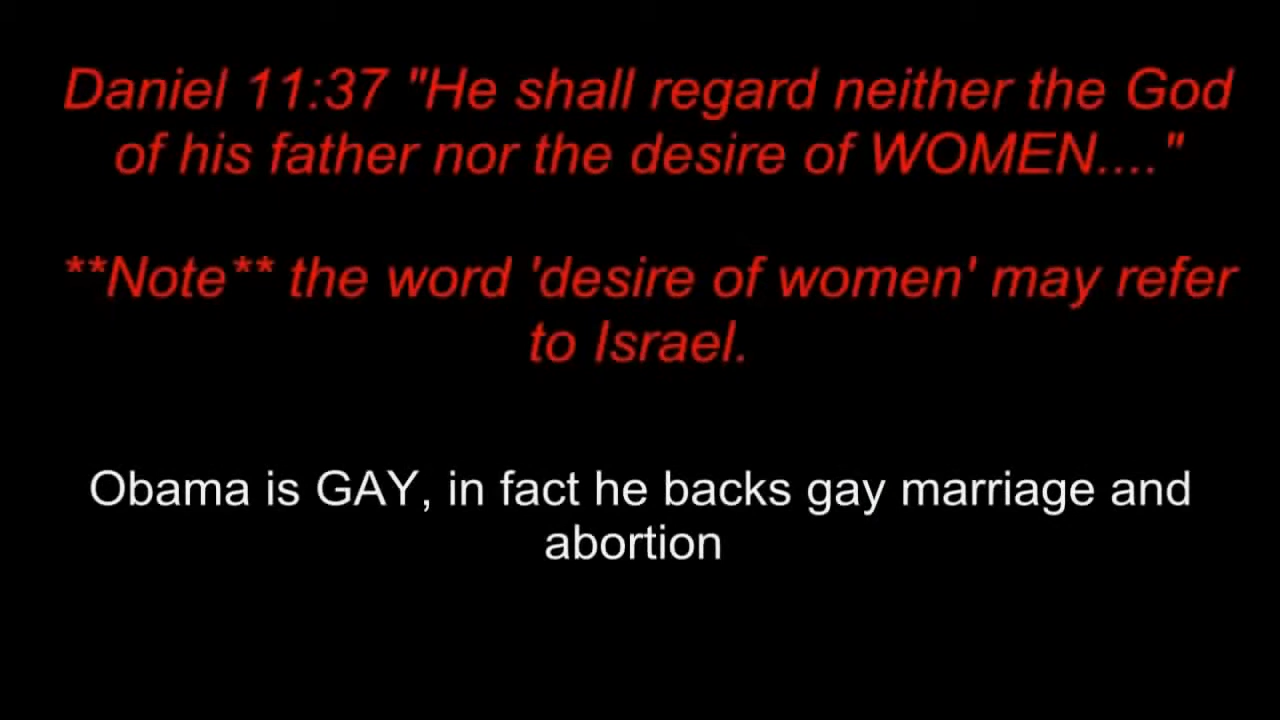 Daniel 11:37 "He shall regard neither the God
of his father nor the desire of WOMEN...."
**Note** the word 'desire of women' may refer
to Israel.
Obama is GAY, in fact he backs gay marriage and
abortion